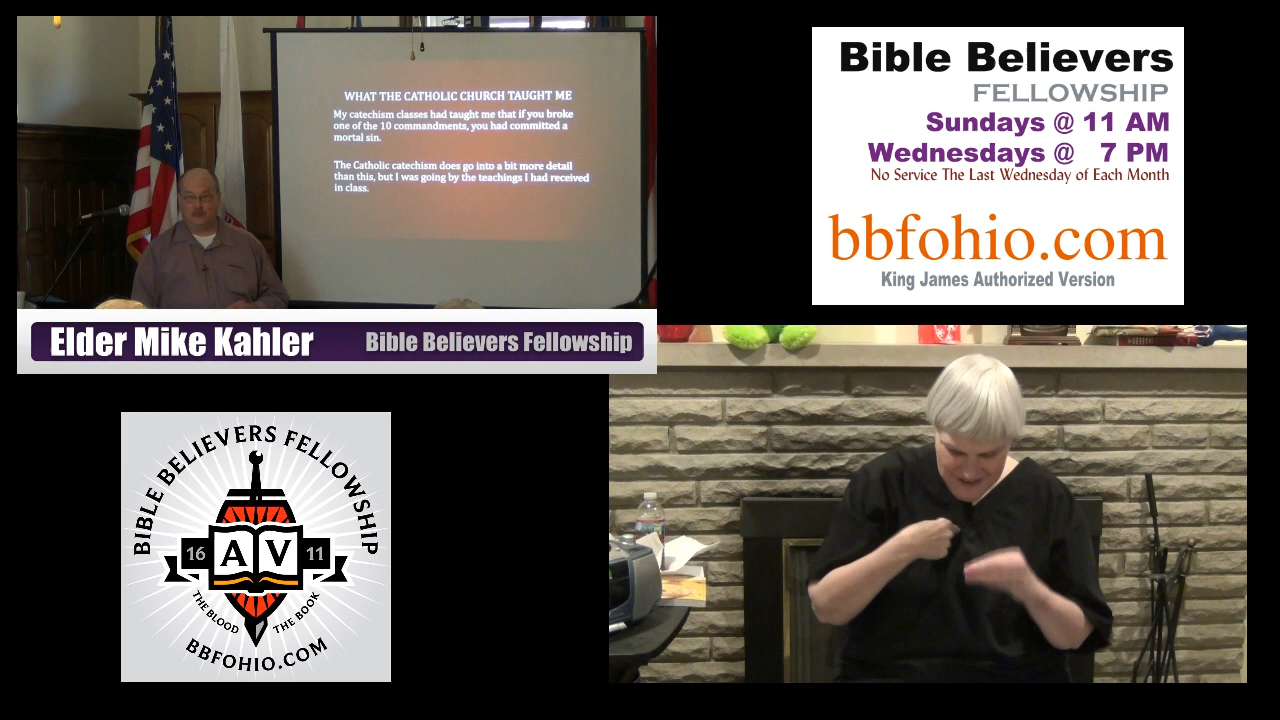 WHAT THE CATHOLIC CHURCH TAUGHT ME
My catechism classes had taught me that if you broke
one of the 10 commandments, you had committed a
mortal sin.
The Catholic catechism does go into a bit more detail
than this, but I was going by the teachings I had received
in class.
Elder Mike Kahler
Bible Believers Fellowship
Bible Believers
FELLOWSHIP
Sundays @ 11 AM
Wednesdays @ 7 PM
No Service The Last Wednesday of Each Month
bbfohio.com
King James Authorized Version
BIBLE BELIEVERS FELLOWSHIP
16 AV 11
THE BLOOD THE BOOK
BBFOHIO.COM